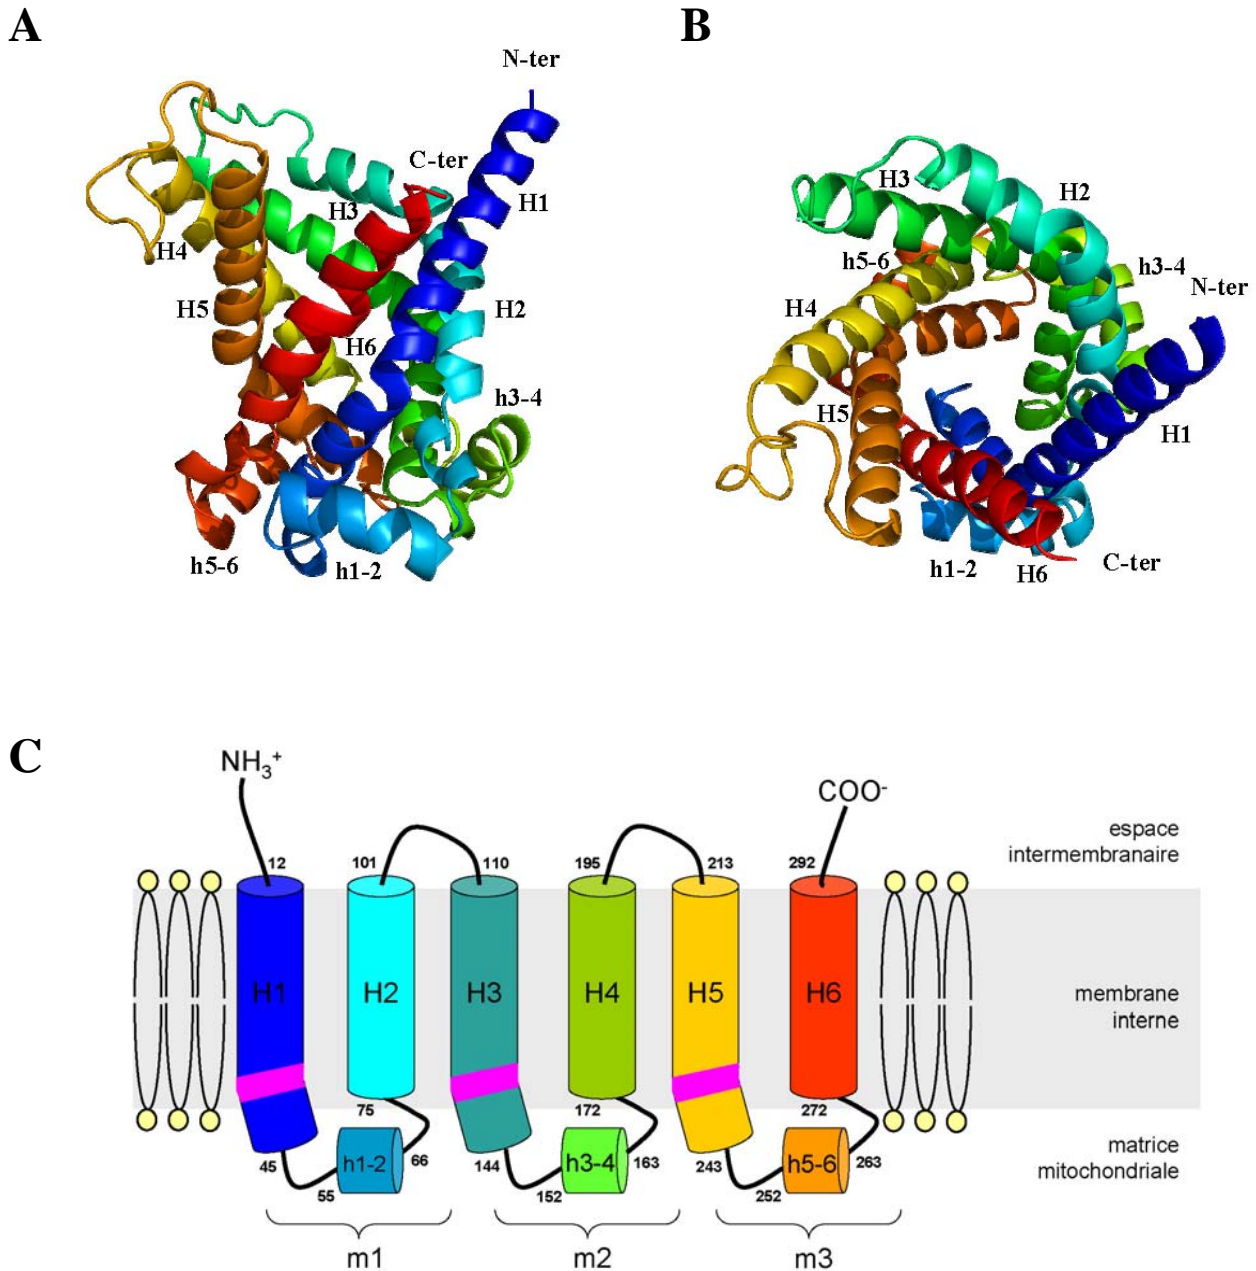 A
N-ter
C-ter
H1
H3
H4
H5
H2
H6
h3-4
h5-6
h1-2
B
H3
H2
h5-6
h3-4
N-ter
H4
H5
H1
h1-2
H6
C-ter
C
NH₃⁺
COO⁻
espace
intermembranaire
12
101
110
195
213
292
H1
H2
H3
H4
H5
H6
membrane
interne
75
172
272
matrice
mitochondriale
45
h1-2
66
144
h3-4
163
243
h5-6
263
55
152
252
m1
m2
m3